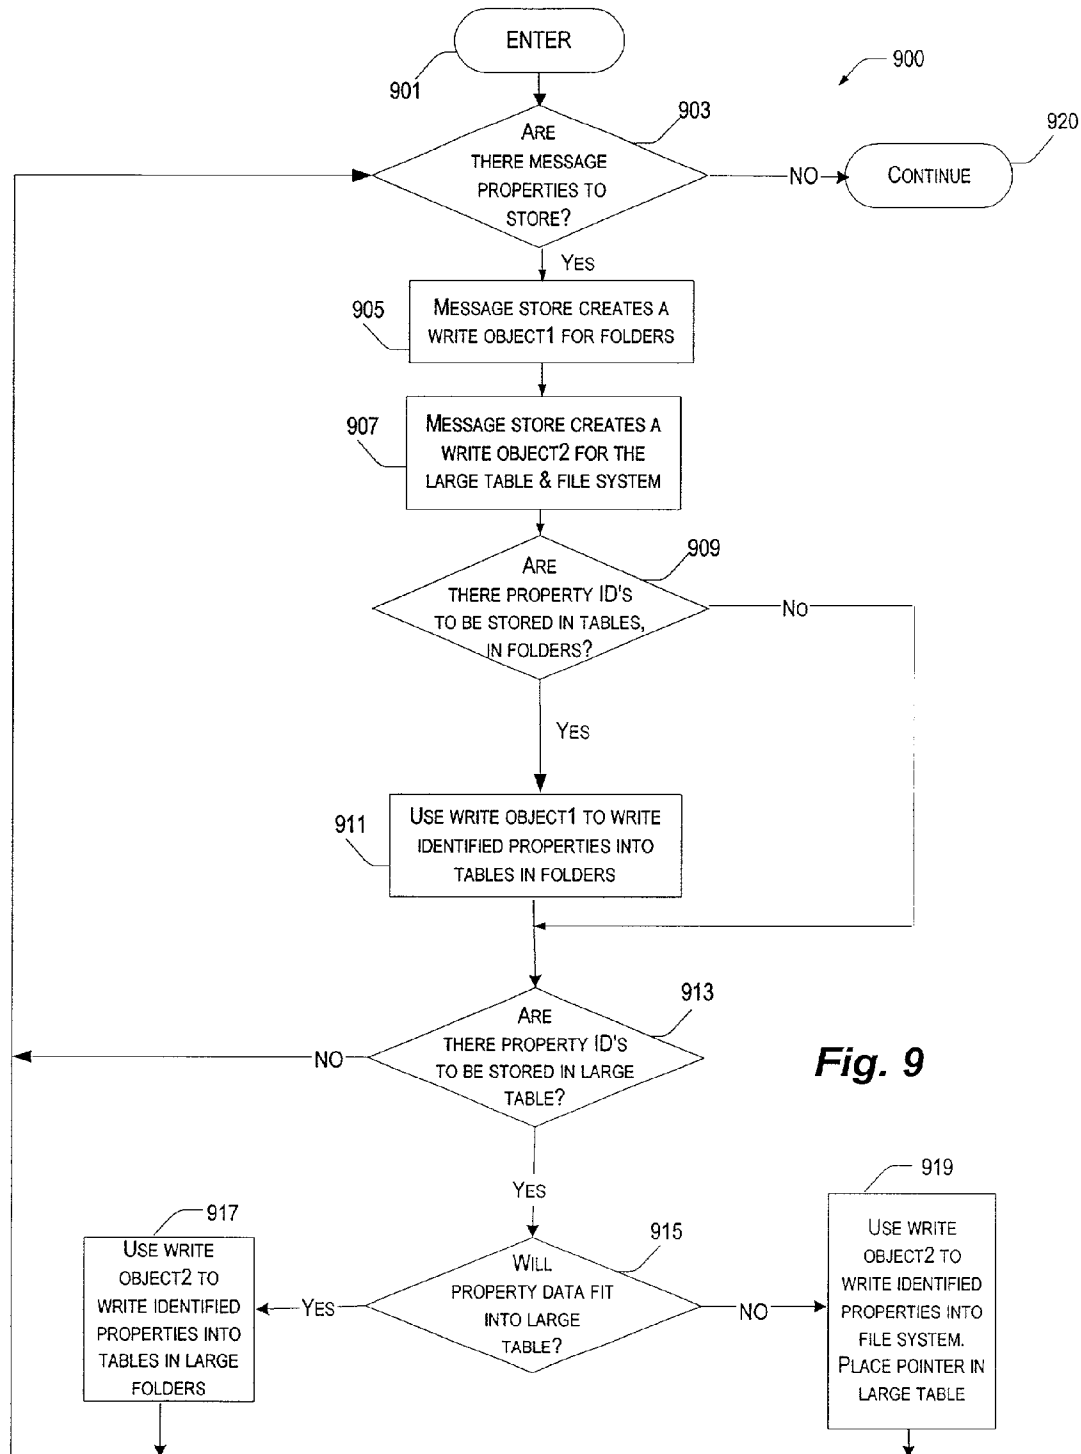 ENTER
901
900
ARE
THERE MESSAGE
PROPERTIES TO
STORE?
903
NO
CONTINUE
920
YES
905
MESSAGE STORE CREATES A
WRITE OBJECT1 FOR FOLDERS
907
MESSAGE STORE CREATES A
WRITE OBJECT2 FOR THE
LARGE TABLE & FILE SYSTEM
909
ARE
THERE PROPERTY ID'S
TO BE STORED IN TABLES,
IN FOLDERS?
NO
YES
911
USE WRITE OBJECT1 TO WRITE
IDENTIFIED PROPERTIES INTO
TABLES IN FOLDERS
913
ARE
THERE PROPERTY ID'S
TO BE STORED IN LARGE
TABLE?
NO
Fig. 9
YES
915
WILL
PROPERTY DATA FIT
INTO LARGE
TABLE?
YES
NO
917
USE WRITE
OBJECT2 TO
WRITE IDENTIFIED
PROPERTIES INTO
TABLES IN LARGE
FOLDERS
919
USE WRITE
OBJECT2 TO
WRITE IDENTIFIED
PROPERTIES INTO
FILE SYSTEM.
PLACE POINTER IN
LARGE TABLE